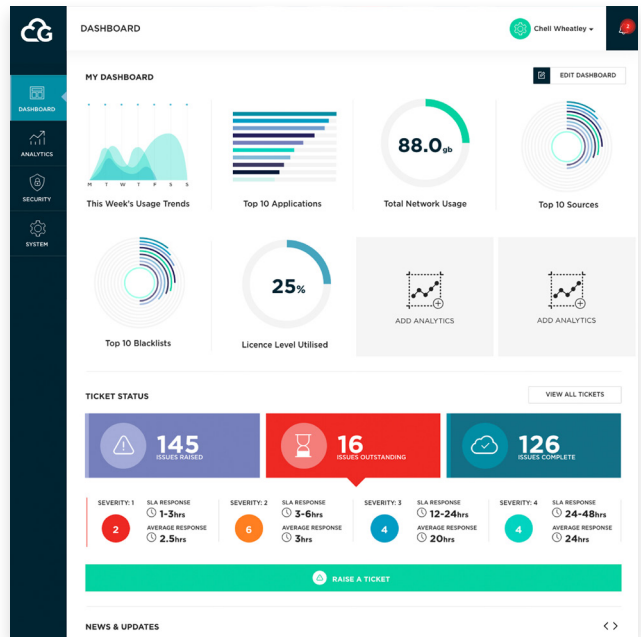 CG
DASHBOARD
Chell Wheatley
2
MY DASHBOARD
EDIT DASHBOARD
DASHBOARD
ANALYTICS
SECURITY
SYSTEM
M T W T F S S
88.0gb
This Week's Usage Trends
Top 10 Applications
Total Network Usage
Top 10 Sources
25%
ADD ANALYTICS
ADD ANALYTICS
Top 10 Blacklists
Licence Level Utilised
TICKET STATUS
VIEW ALL TICKETS
145
ISSUES RAISED
16
ISSUES OUTSTANDING
126
ISSUES COMPLETE
SEVERITY: 1
2
SLA RESPONSE
1-3hrs
AVERAGE RESPONSE
2.5hrs
SEVERITY: 2
6
SLA RESPONSE
3-6hrs
AVERAGE RESPONSE
3hrs
SEVERITY: 3
4
SLA RESPONSE
12-24hrs
AVERAGE RESPONSE
20hrs
SEVERITY: 4
4
SLA RESPONSE
24-48hrs
AVERAGE RESPONSE
24hrs
RAISE A TICKET
NEWS & UPDATES